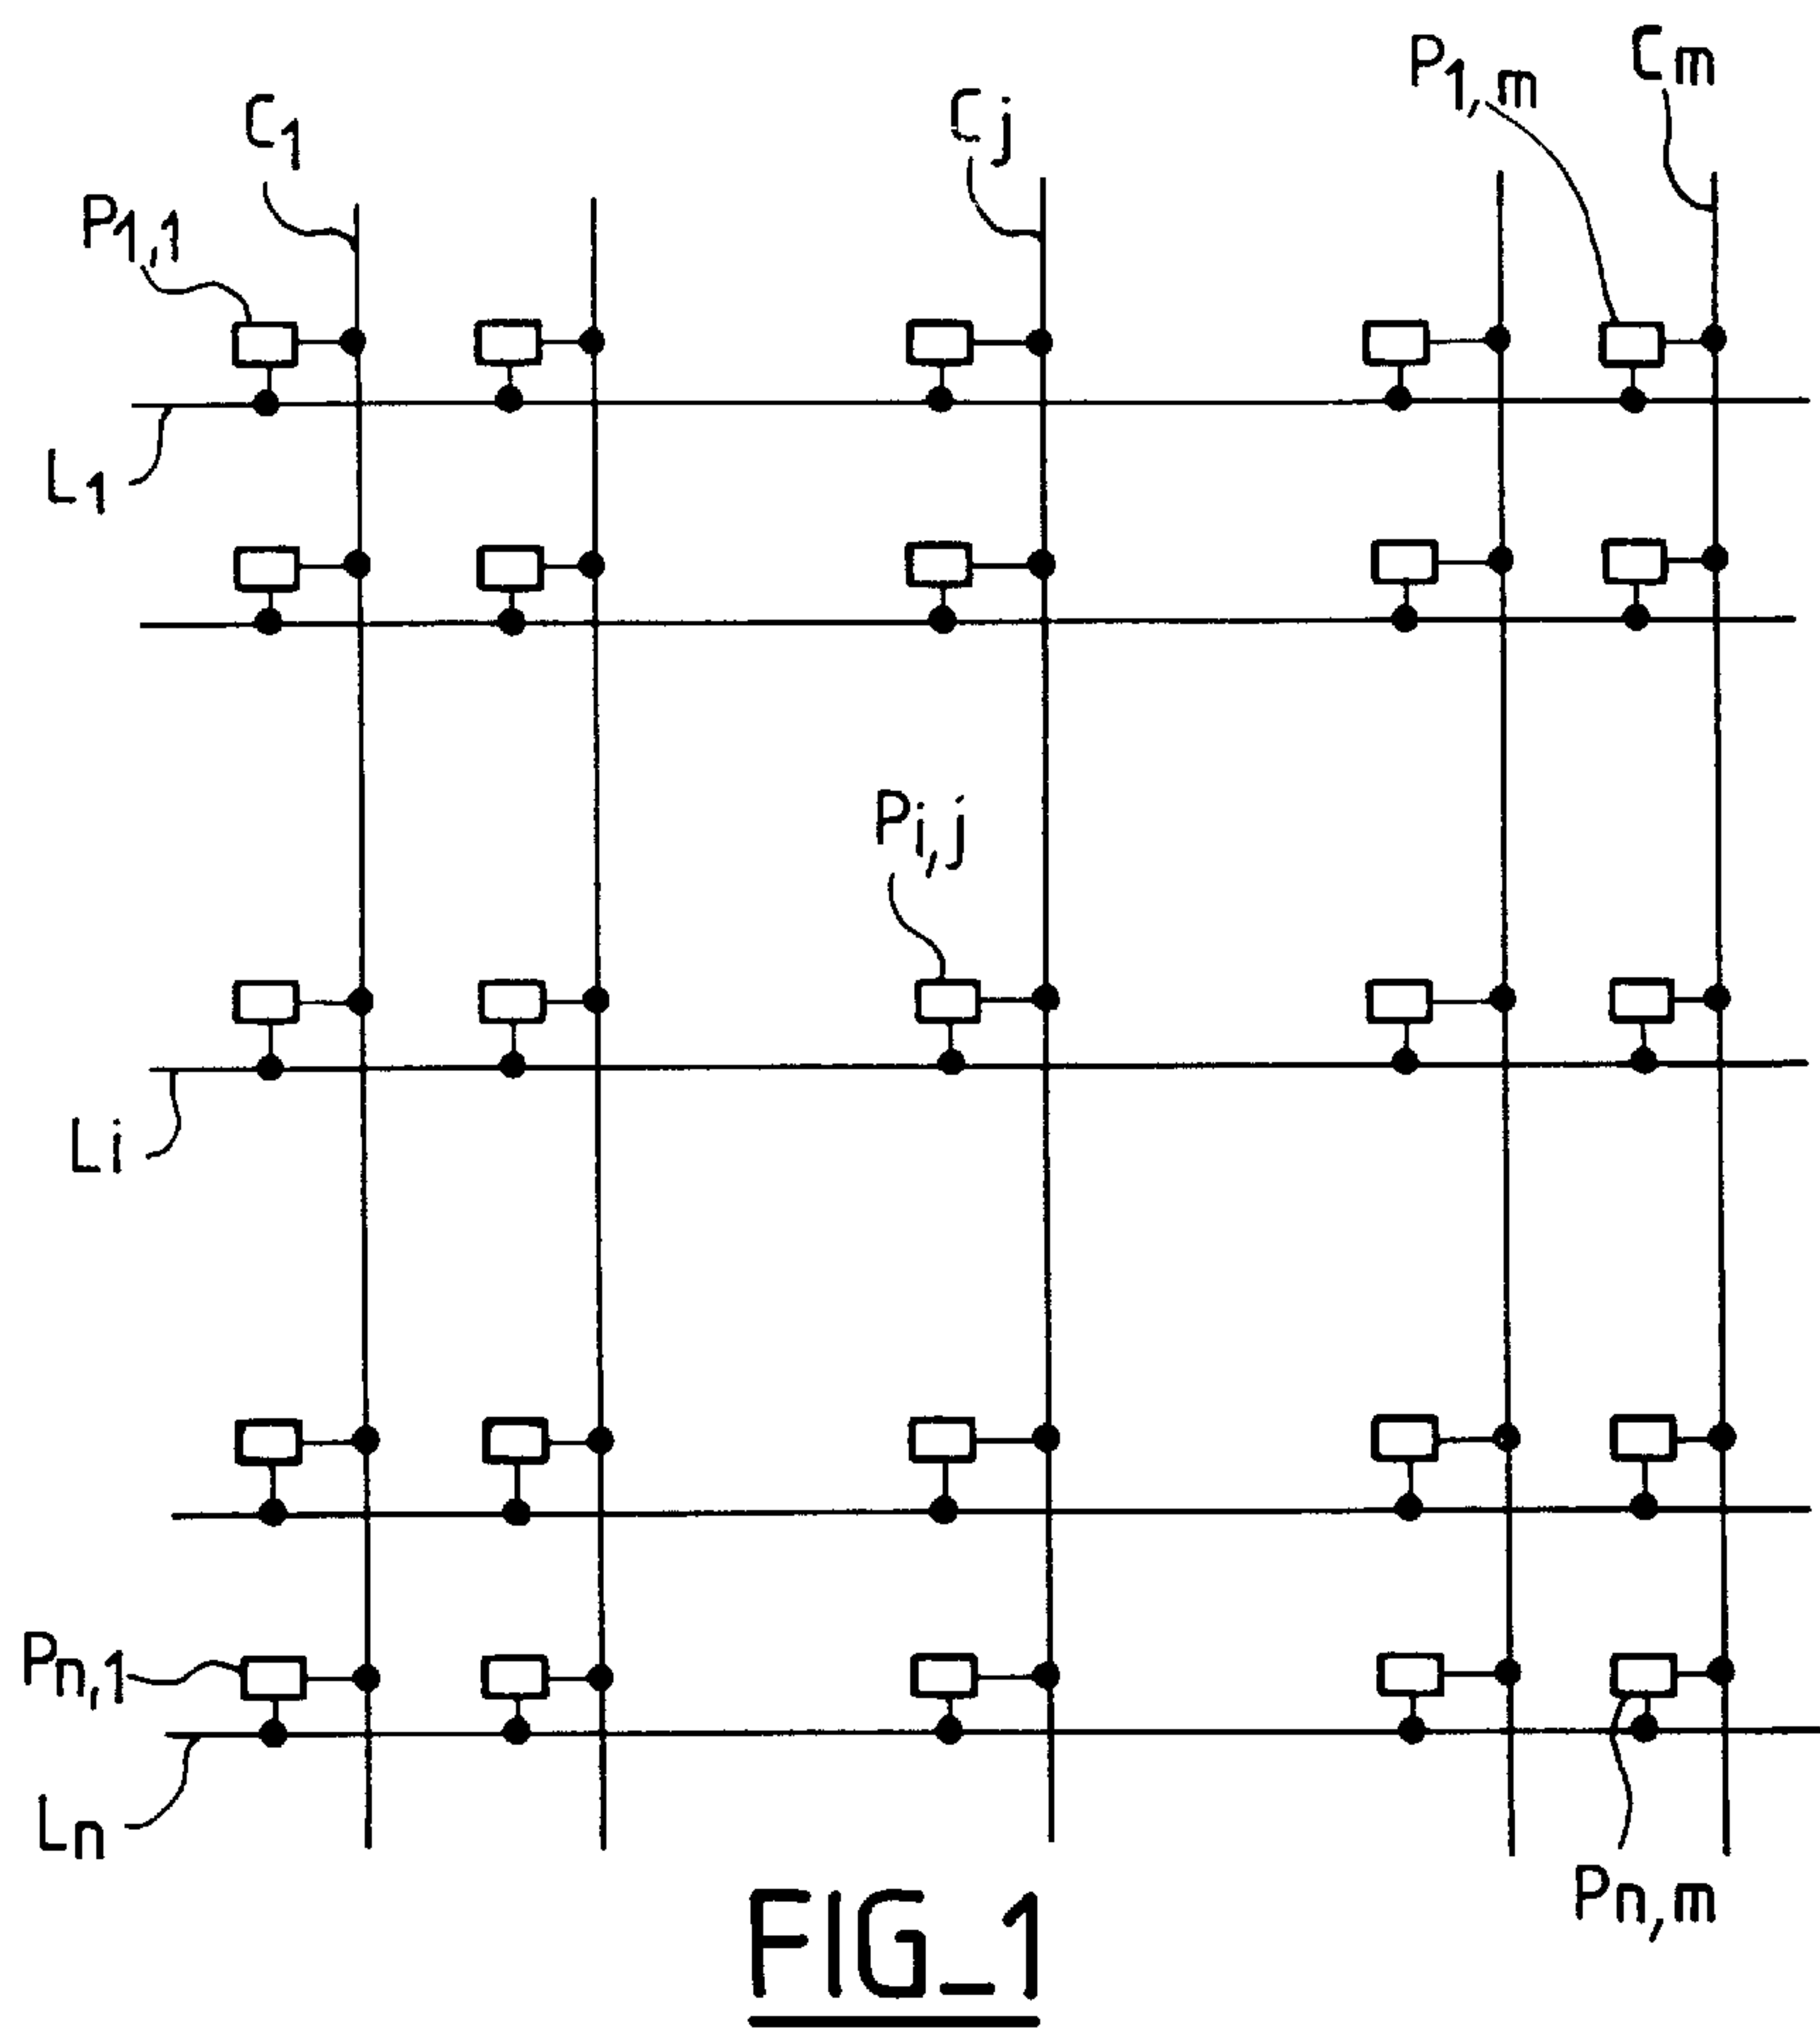 C1
Cj
P1,m
Cm
P1,1
L1
Pi,j
Li
Pn,1
Ln
Pn,m
FIG_1